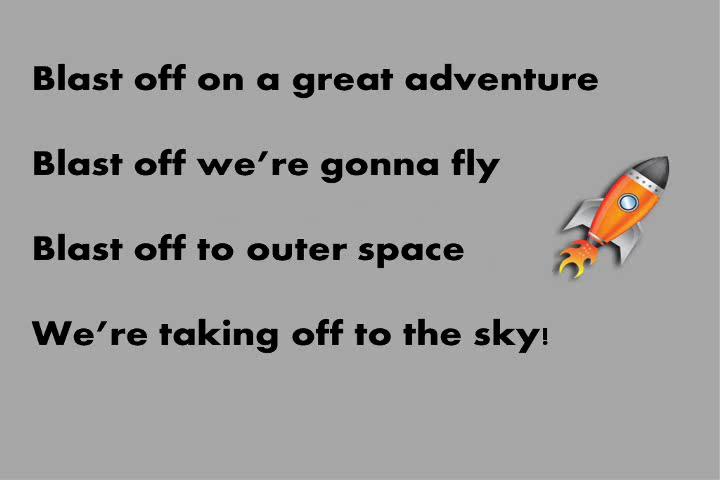 Blast off on a great adventure
Blast off we’re gonna fly
Blast off to outer space
We’re taking off to the sky!